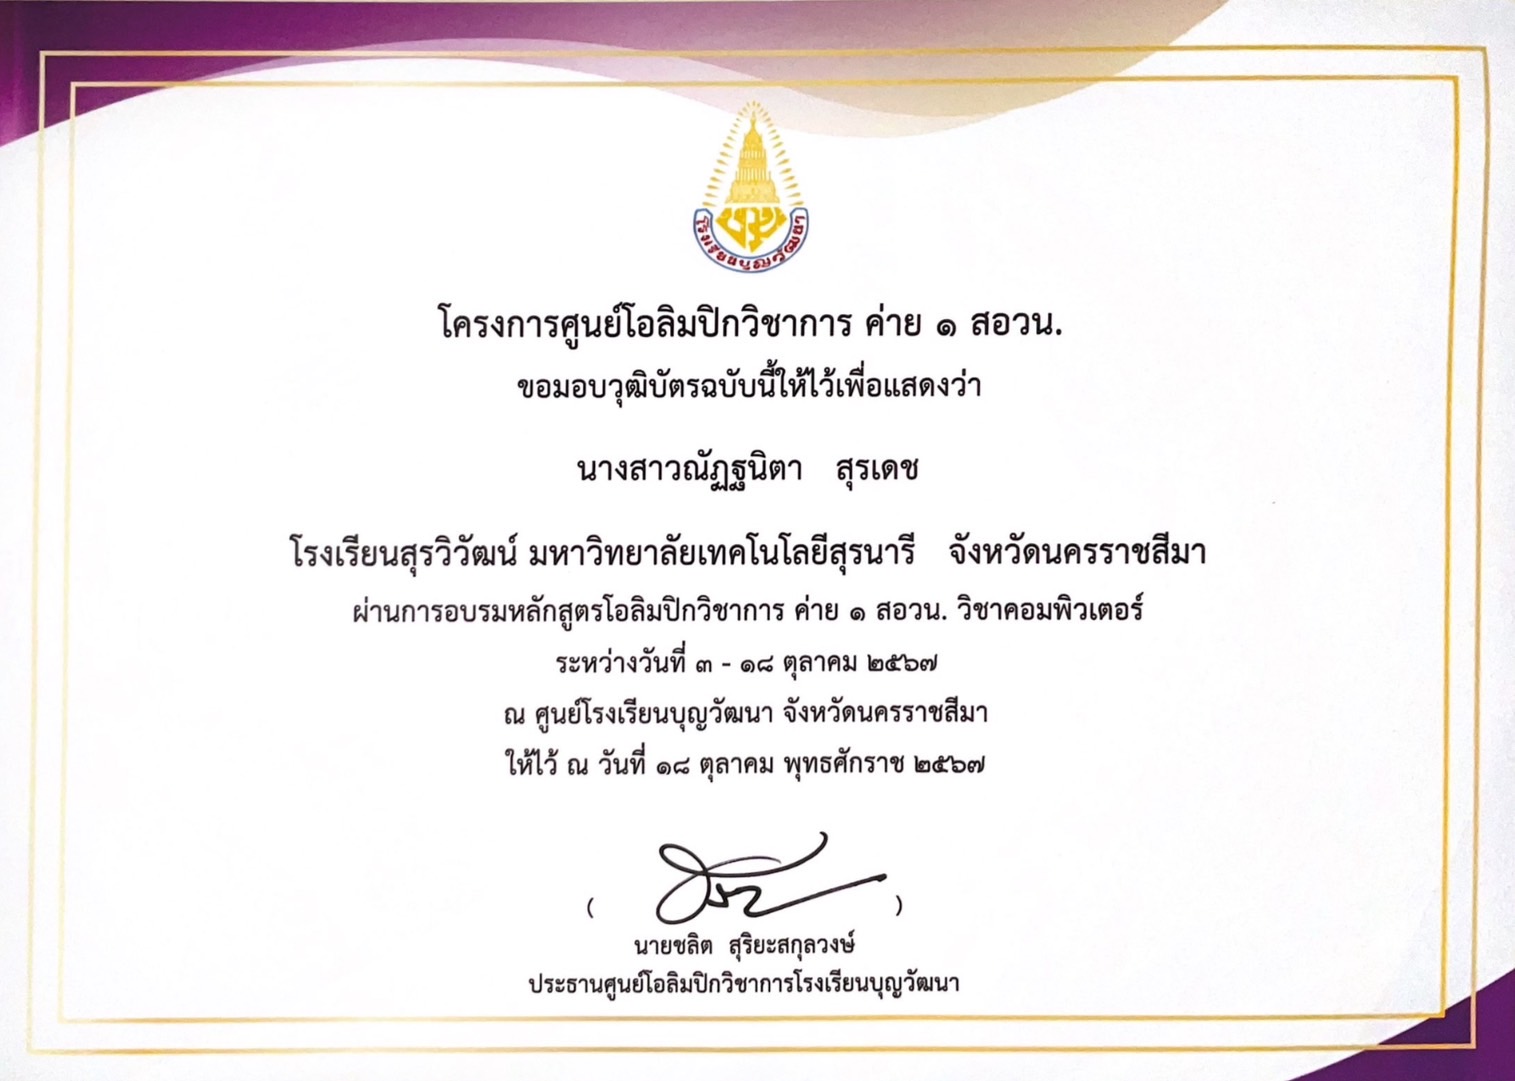 โรงเรียนบุญวัฒนา
โครงการศูนย์โอลิมปิกวิชาการ ค่าย ๑ สอวน.
ขอมอบวุฒิบัตรฉบับนี้ให้ไว้เพื่อแสดงว่า
นางสาวณัฏฐนิตา สุรเดช
โรงเรียนสุรวิวัฒน์ มหาวิทยาลัยเทคโนโลยีสุรนารี จังหวัดนครราชสีมา
ผ่านการอบรมหลักสูตรโอลิมปิกวิชาการ ค่าย ๑ สอวน. วิชาคอมพิวเตอร์
ระหว่างวันที่ ๓ - ๑๘ ตุลาคม ๒๕๖๗
ณ ศูนย์โรงเรียนบุญวัฒนา จังหวัดนครราชสีมา
ให้ไว้ ณ วันที่ ๑๘ ตุลาคม พุทธศักราช ๒๕๖๗
( )
นายชลิต สุริยะสกุลวงษ์
ประธานศูนย์โอลิมปิกวิชาการโรงเรียนบุญวัฒนา